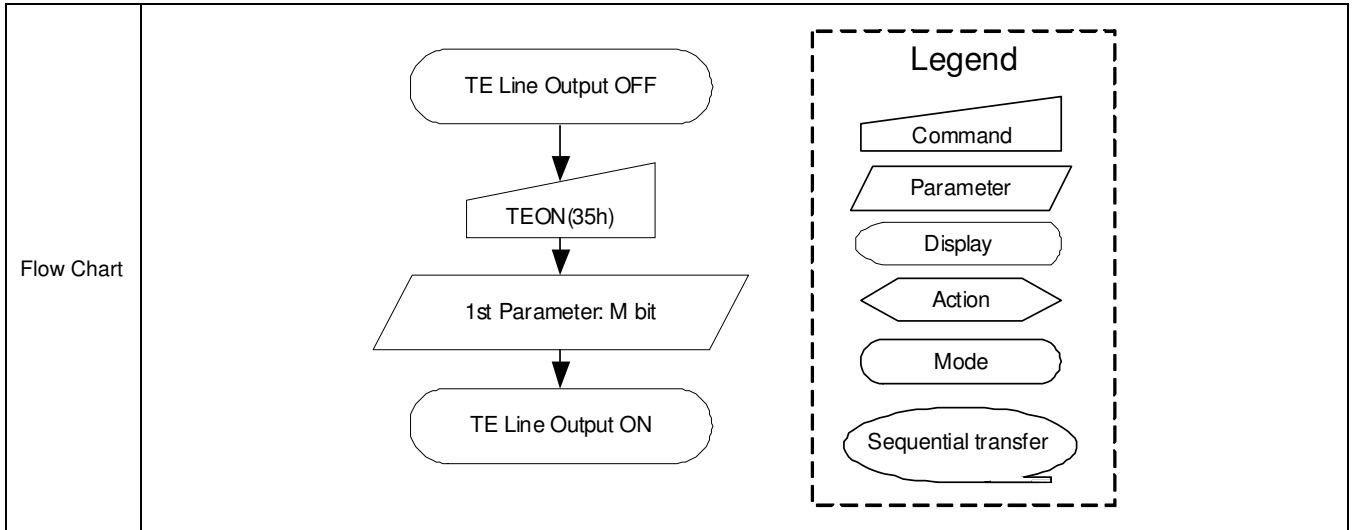 Flow Chart
TE Line Output OFF
TEON(35h)
1st Parameter: M bit
TE Line Output ON
Legend
Command
Parameter
Display
Action
Mode
Sequential transfer